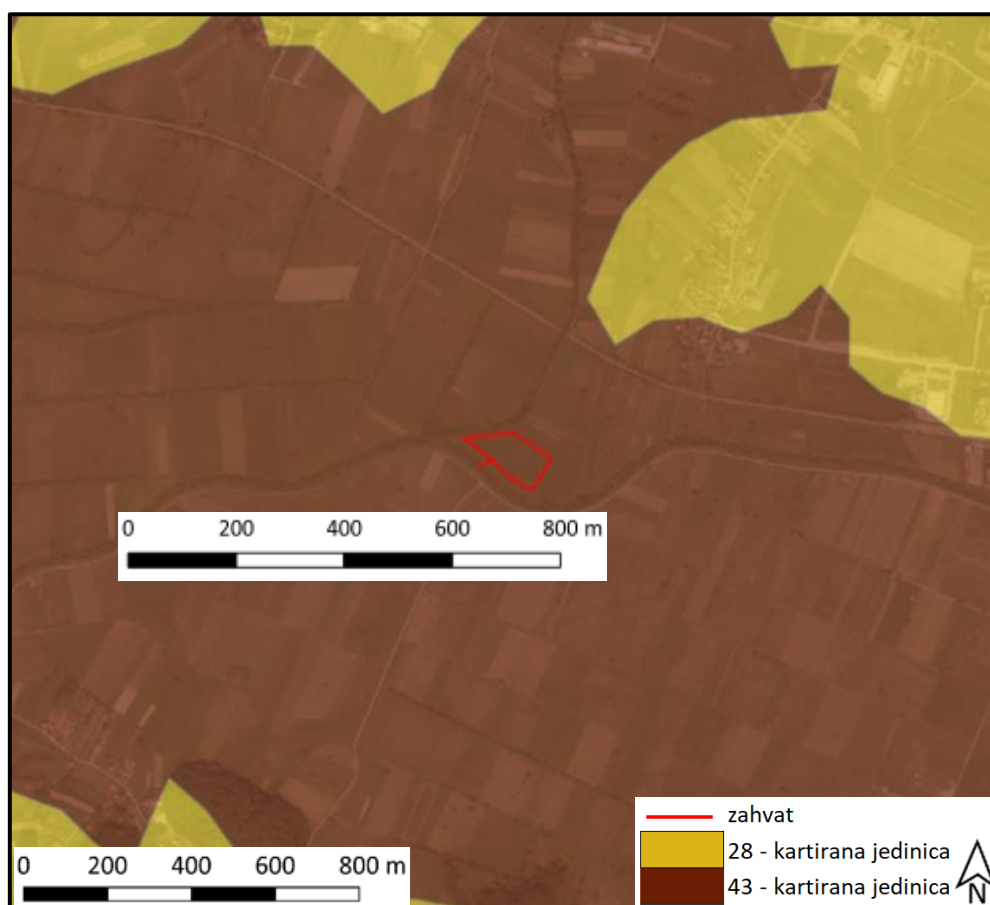 0 200 400 600 800 m
zahvat
28 - kartirana jedinica
43 - kartirana jedinica
N
0 200 400 600 800 m